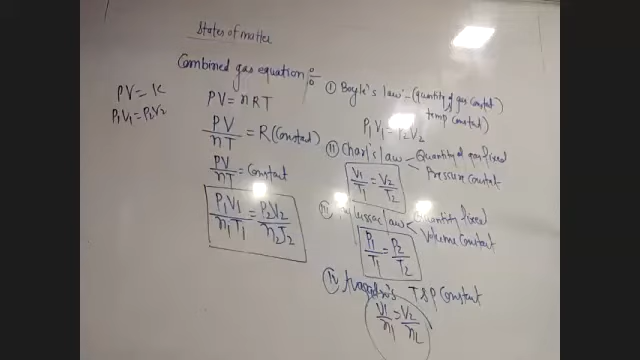 States of matter
Combined gas equation :-
PV = K
P1V1 = P2V2
PV = nRT
PV/nT = R (Constant)
PV/nT = Constant
P1V1/n1T1 = P2V2/n2T2
(i) Boyle's law - (quantity of gas constant
temp constant)
P1V1 = P2V2
(ii) Charl's law - Quantity of gas fixed
Pressure constant
V1/T1 = V2/T2
lussac law Quantity fixed
Volume constant
P1/T1 = P2/T2
(iv) T & P Constant
V1/n1 = V2/n2